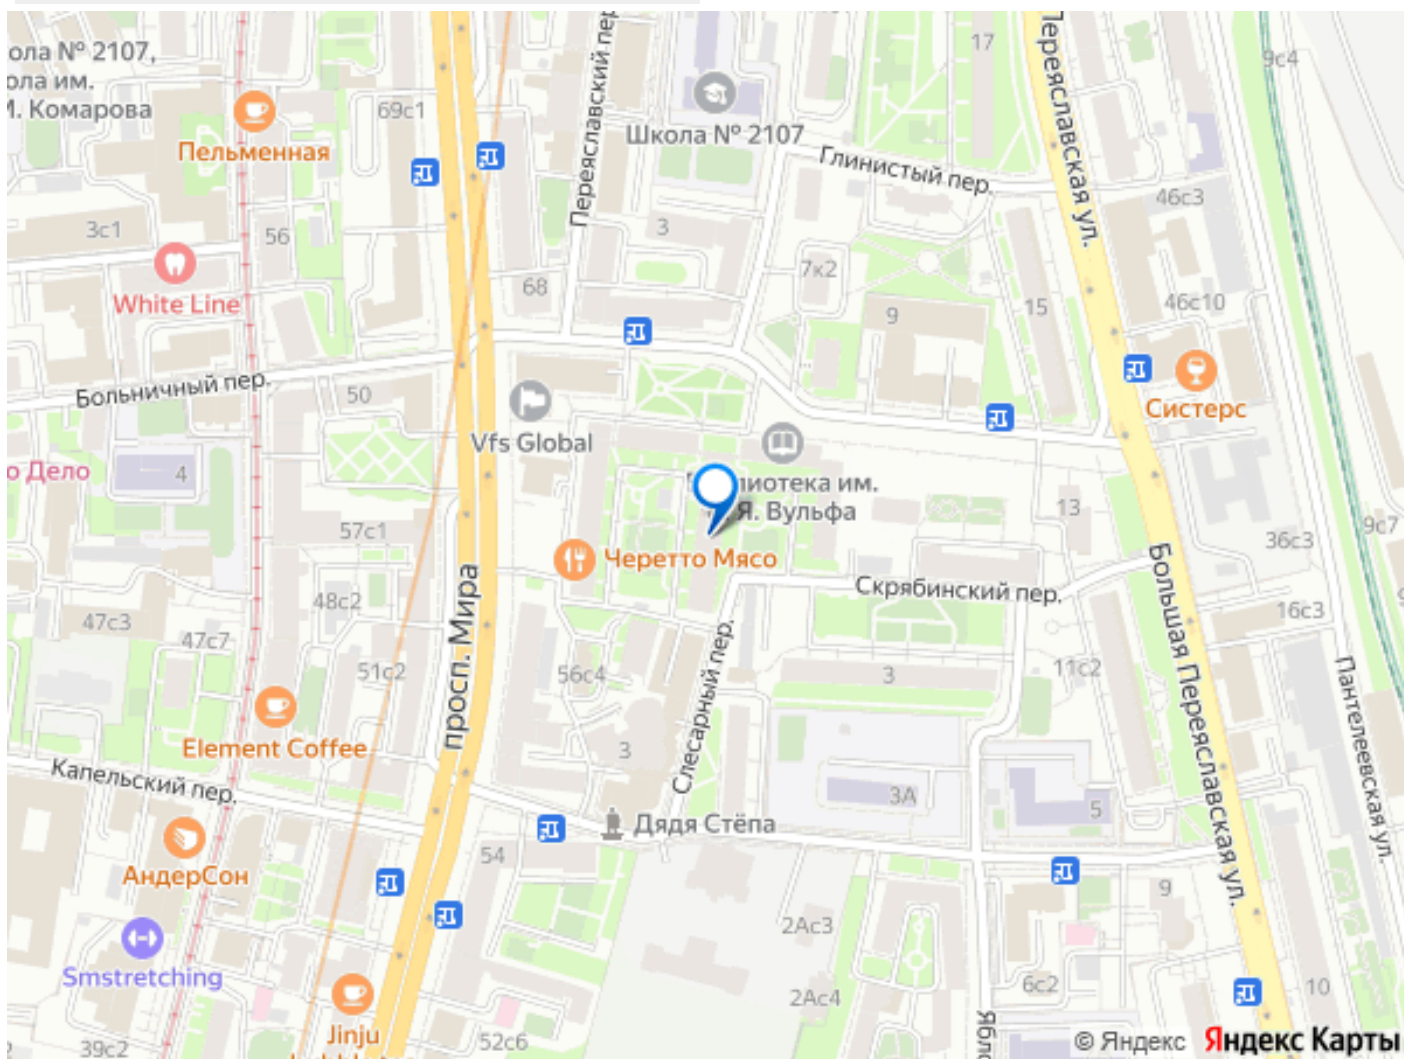 ола № 2107,
ола им.
И. Комарова
Пельменная
69с1
Переяславский пер
Школа № 2107
17
Переяславская ул.
9с4
Глинистый пер.
46с3
3с1
56
3
White Line
68
7к2
9
15
46с10
Больничный пер.
50
Vfs Global
Систерс
о Дело
4
лиотека им.
Я. Вульфа
13
57с1
Черетто Мясо
36с3
9с7
Скрябинский пер.
48с2
47с3
47с7
16с3
просп. Мира
51с2
56с4
Слесарный пер.
3
11с2
Большая Переяславская ул.
Пантелеевская ул.
Element Coffee
3
Капельский пер.
3А
5
Дядя Стёпа
АндерСон
54
9
2Ас3
Smstretching
2Ас4
6с2
10
Jinju
39с2
52с6
Ябло
© Яндекс Яндекс Карты